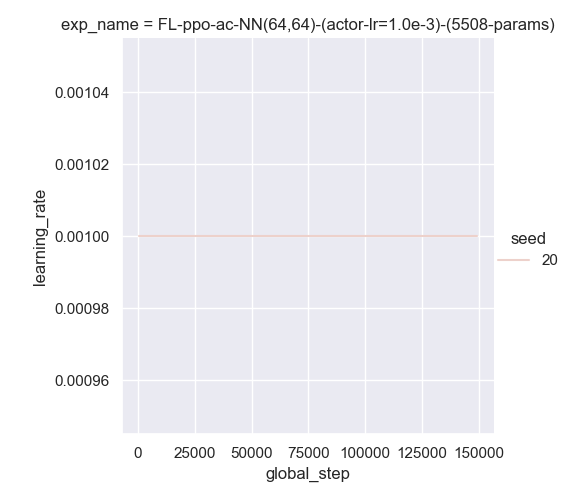 exp_name = FL-ppo-ac-NN(64,64)-(actor-lr=1.0e-3)-(5508-params)
0.00104
0.00102
0.00100
0.00098
0.00096
learning_rate
0 25000 50000 75000 100000 125000 150000
global_step
seed
20